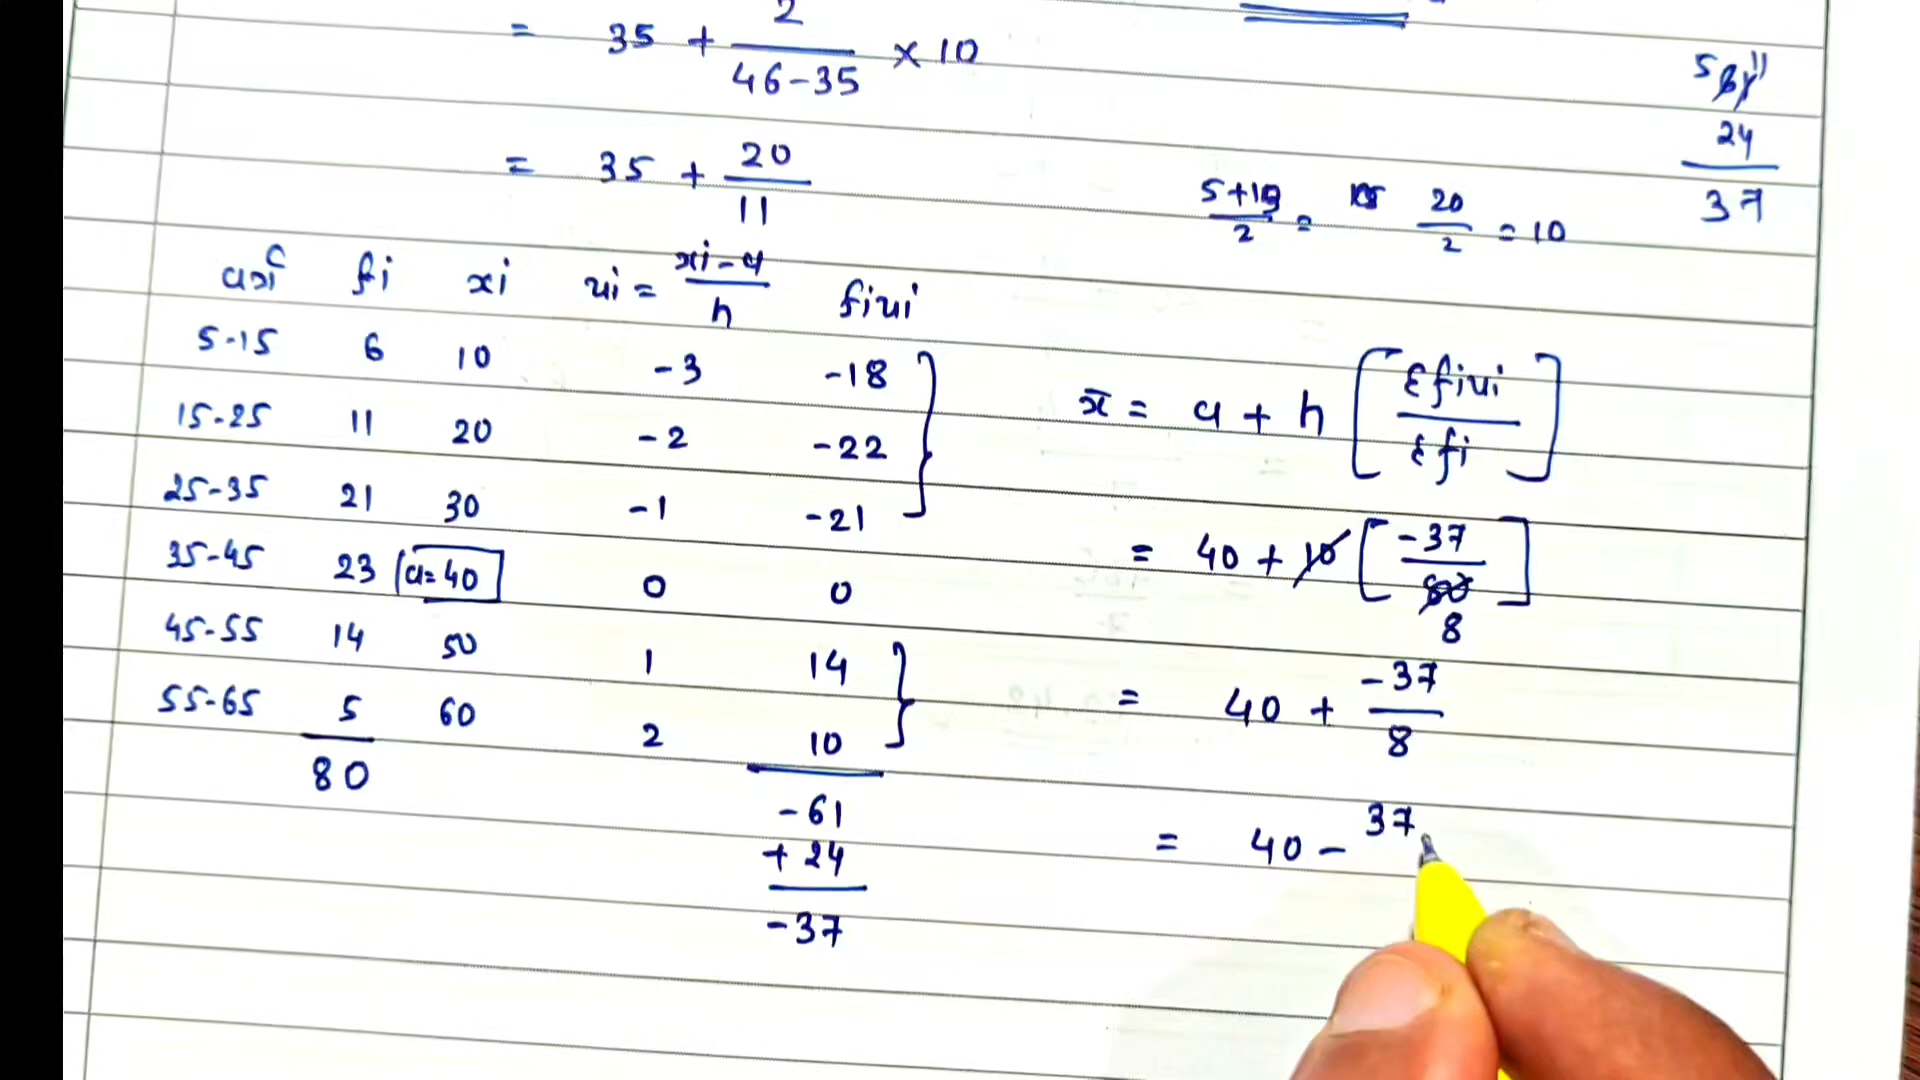 = 35 + 2/(46-35) × 10
= 35 + 20/11
5+15/2 = 20/2 = 10
24
37
fi xi ui = (xi-a)/h fiui
5-15 6 10 -3 -18
15-25 11 20 -2 -22
25-35 21 30 -1 -21
35-45 23 a=40 0 0
45-55 14 50 1 14
55-65 5 60 2 10
80
-61
+24
-37
x̄ = a + h [Σfiui/Σfi]
= 40 + 10 [-37/80]
8
= 40 + -37/8
= 40 - 37